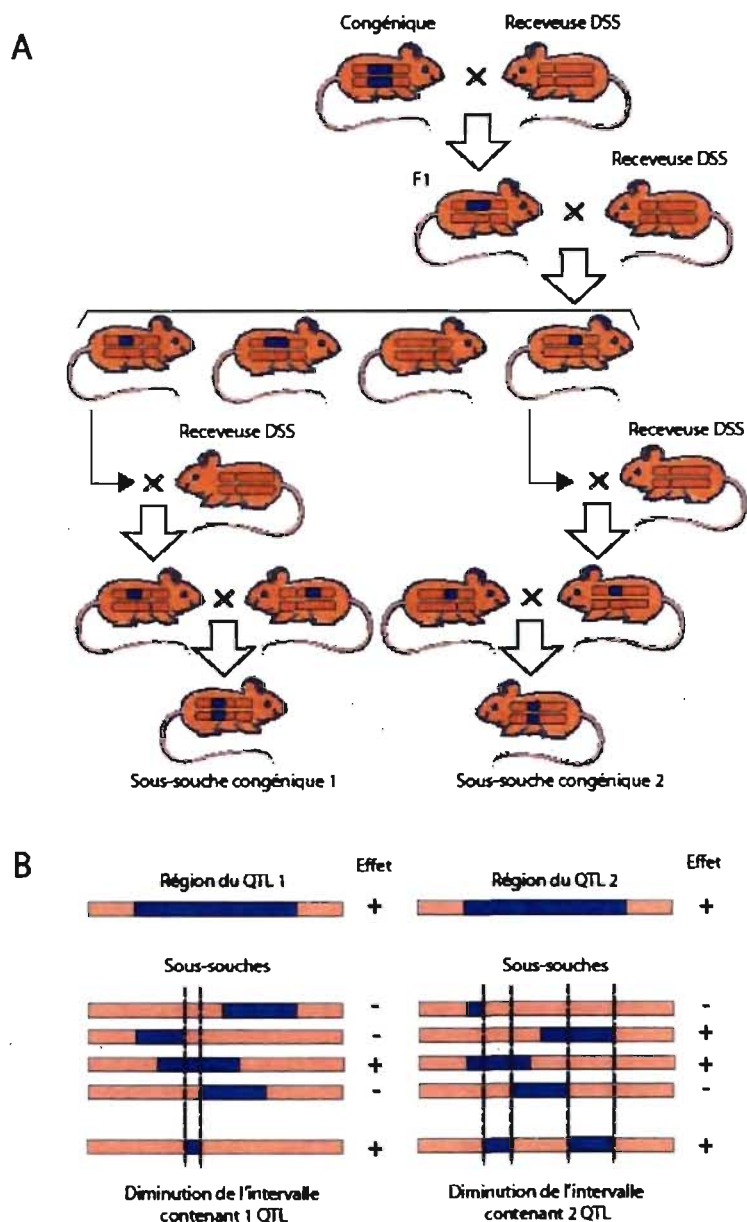 A
Congénique
Receveuse DSS
F1
Receveuse DSS
Receveuse DSS
Receveuse DSS
Sous-souche congénique 1
Sous-souche congénique 2
B
Région du QTL 1
Effet
+
Région du QTL 2
Effet
+
Sous-souches
-
-
+
-
+
Sous-souches
-
+
+
-
+
Diminution de l'intervalle
contenant 1 QTL
Diminution de l'intervalle
contenant 2 QTL